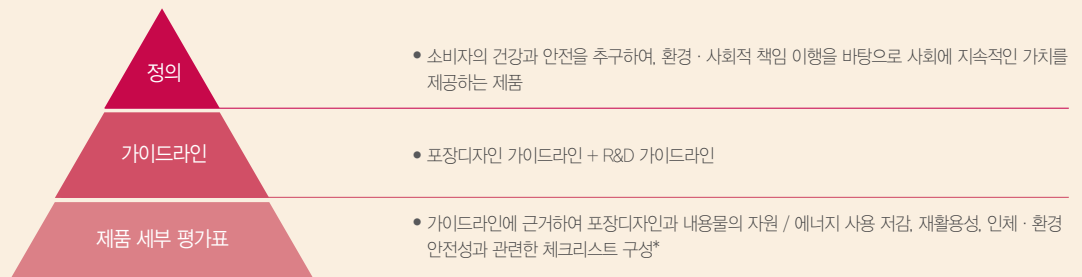 정의
• 소비자의 건강과 안전을 추구하여, 환경 · 사회적 책임 이행을 바탕으로 사회에 지속적인 가치를
제공하는 제품
가이드라인
• 포장디자인 가이드라인 + R&D 가이드라인
제품 세부 평가표
• 가이드라인에 근거하여 포장디자인과 내용물의 자원 / 에너지 사용 저감, 재활용성, 인체 · 환경
안전성과 관련한 체크리스트 구성*